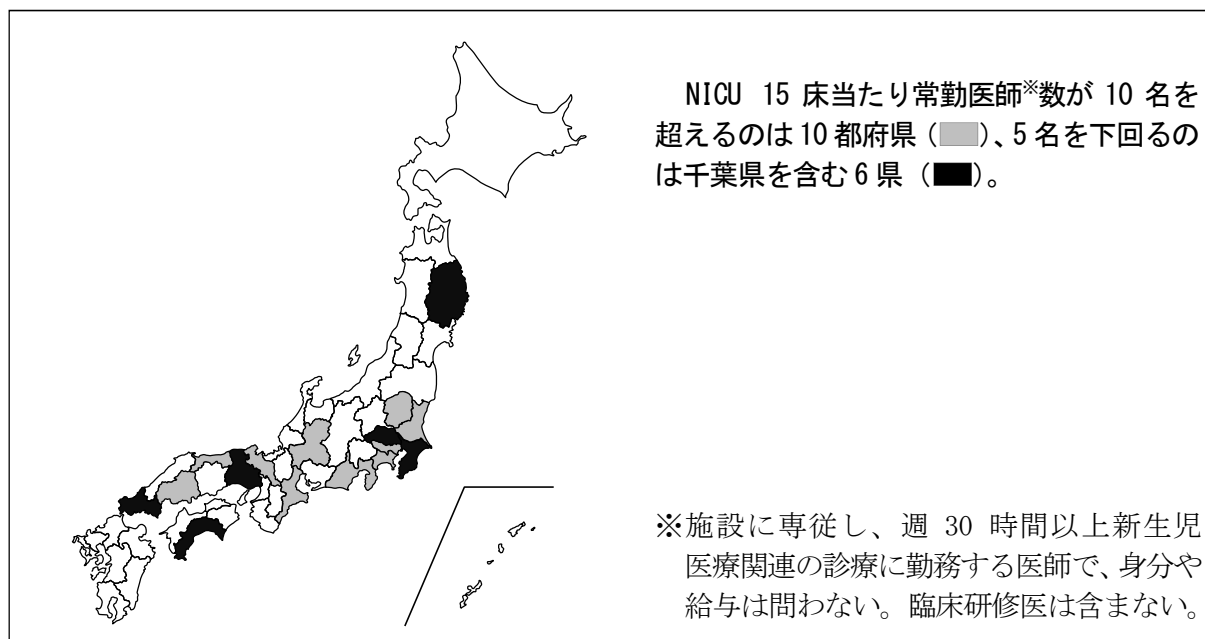 NICU 15 床当たり常勤医師※数が 10 名を
超えるのは 10 都府県（）、5 名を下回るの
は千葉県を含む 6 県（）。
※施設に専従し、週 30 時間以上新生児
医療関連の診療に勤務する医師で、身分や
給与は問わない。臨床研修医は含まない。